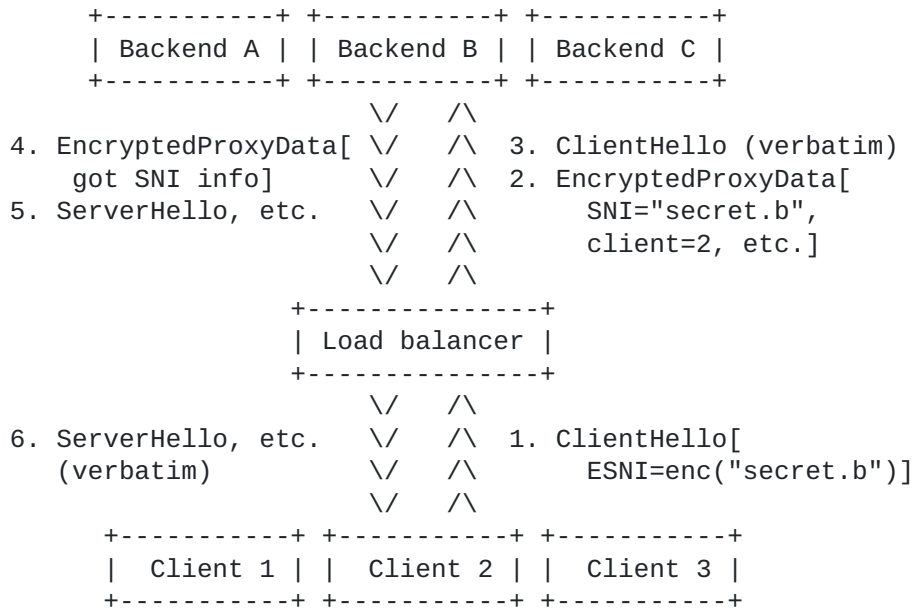 +-----------+ +-----------+ +-----------+
| Backend A | | Backend B | | Backend C |
+-----------+ +-----------+ +-----------+
\/ /\
4. EncryptedProxyData[ \/ /\ 3. ClientHello (verbatim)
got SNI info] \/ /\ 2. EncryptedProxyData[
5. ServerHello, etc. \/ /\ SNI="secret.b",
\/ /\ client=2, etc.]
\/ /\
+---------------+
| Load balancer |
+---------------+
\/ /\
6. ServerHello, etc. \/ /\ 1. ClientHello[
(verbatim) \/ /\ ESNI=enc("secret.b")]
\/ /\
+-----------+ +-----------+ +-----------+
| Client 1 | | Client 2 | | Client 3 |
+-----------+ +-----------+ +-----------+